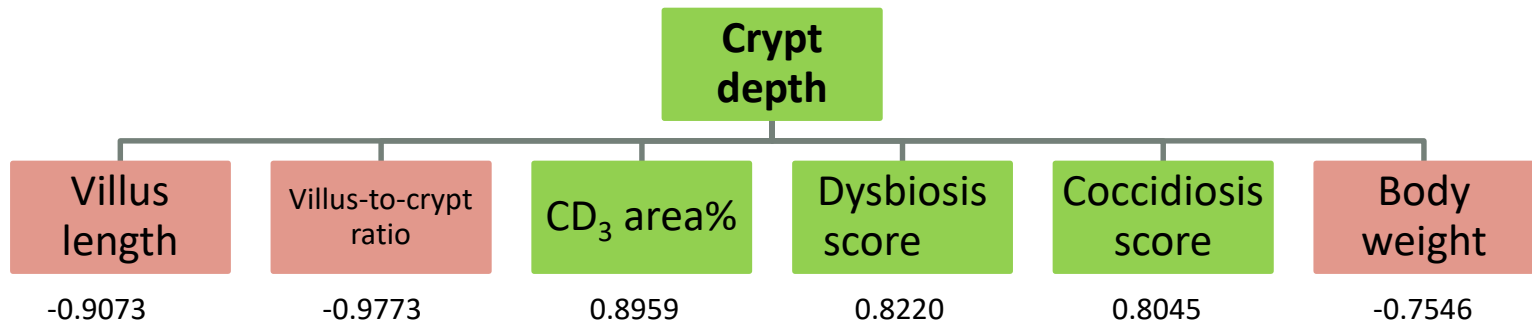 Crypt
depth
Villus
length
Villus-to-crypt
ratio
CD₃ area%
Dysbiosis
score
Coccidiosis
score
Body
weight
-0.9073
-0.9773
0.8959
0.8220
0.8045
-0.7546